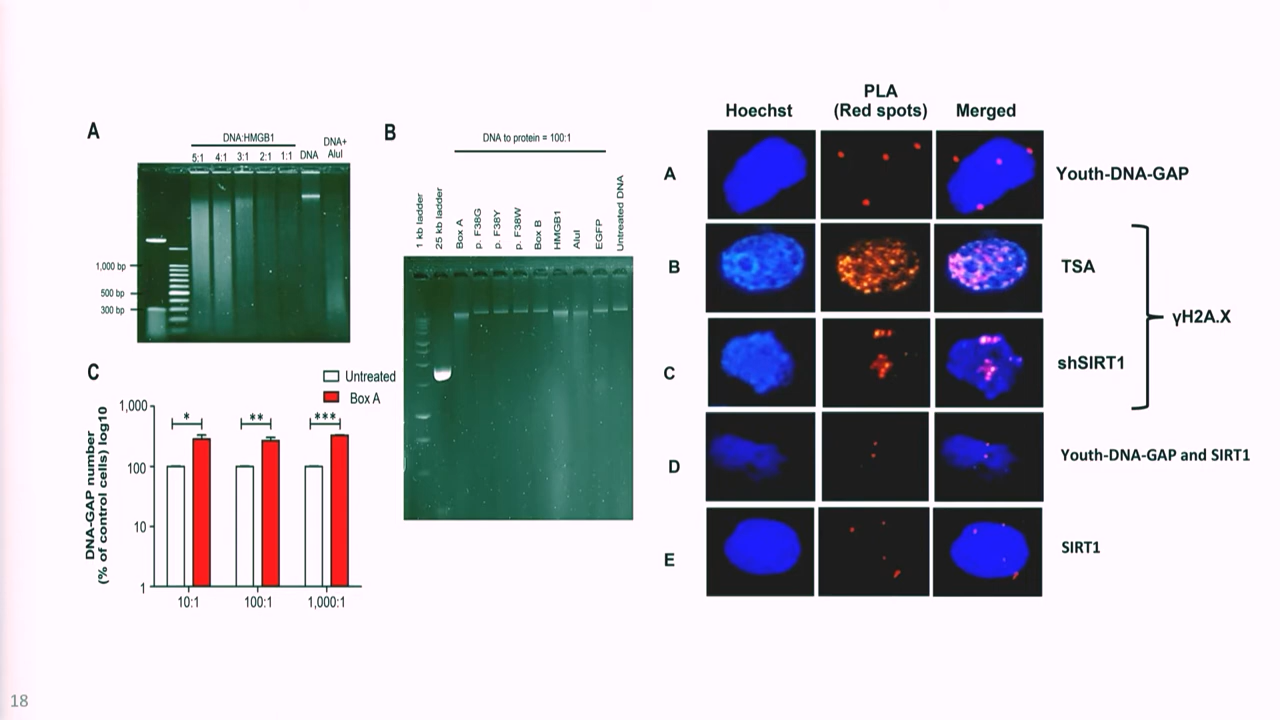 A
DNA:HMGB1
5:1 4:1 3:1 2:1 1:1 DNA DNA+ AluI
1,000 bp
500 bp
300 bp
B
DNA to protein = 100:1
1 kb ladder
25 kb ladder
Box A
p. F38G
p. F38Y
p. F38W
Box B
HMGB1
AluI
EGFP
Untreated DNA
C
Untreated
Box A
DNA-GAP number
(% of control cells) log10
1,000
100
10
1
* ** ***
10:1 100:1 1,000:1
Hoechst
PLA
(Red spots)
Merged
A
Youth-DNA-GAP
B
TSA
C
shSIRT1
γH2A.X
D
Youth-DNA-GAP and SIRT1
E
SIRT1
18